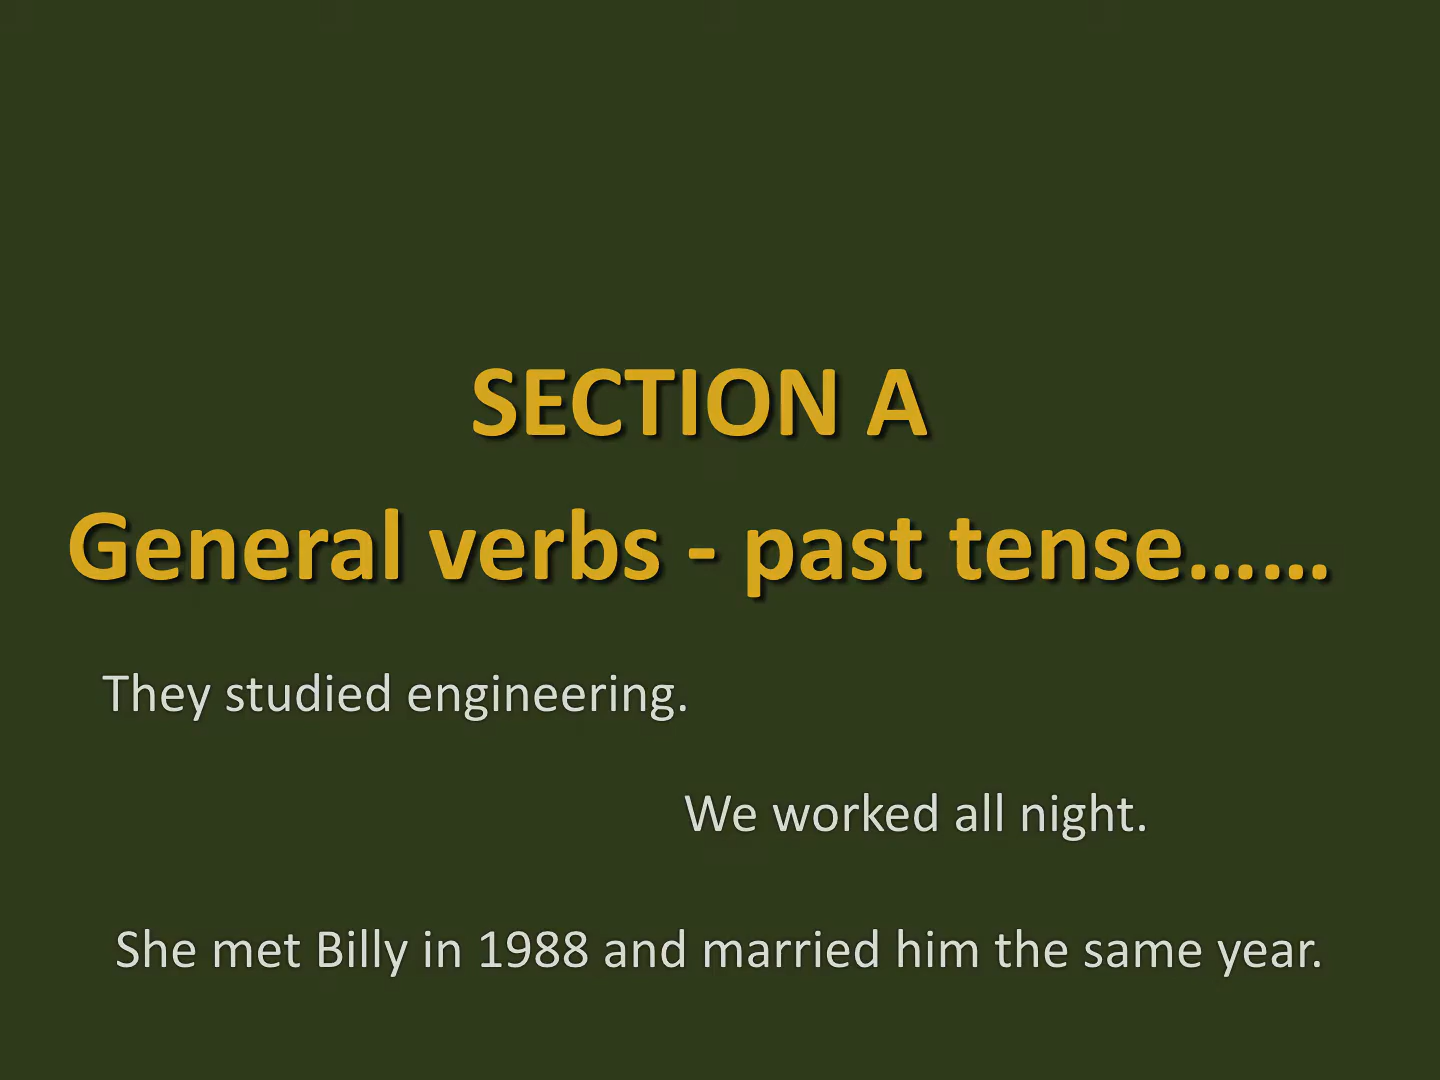 SECTION A
General verbs - past tense……
They studied engineering.
We worked all night.
She met Billy in 1988 and married him the same year.